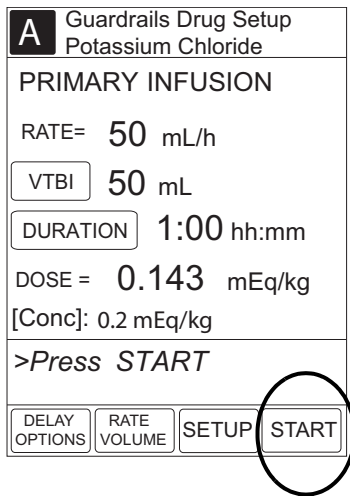 A Guardrails Drug Setup
Potassium Chloride
PRIMARY INFUSION
RATE= 50 mL/h
VTBI 50 mL
DURATION 1:00 hh:mm
DOSE = 0.143 mEq/kg
[Conc]: 0.2 mEq/kg
>Press START
DELAY OPTIONS RATE VOLUME SETUP START